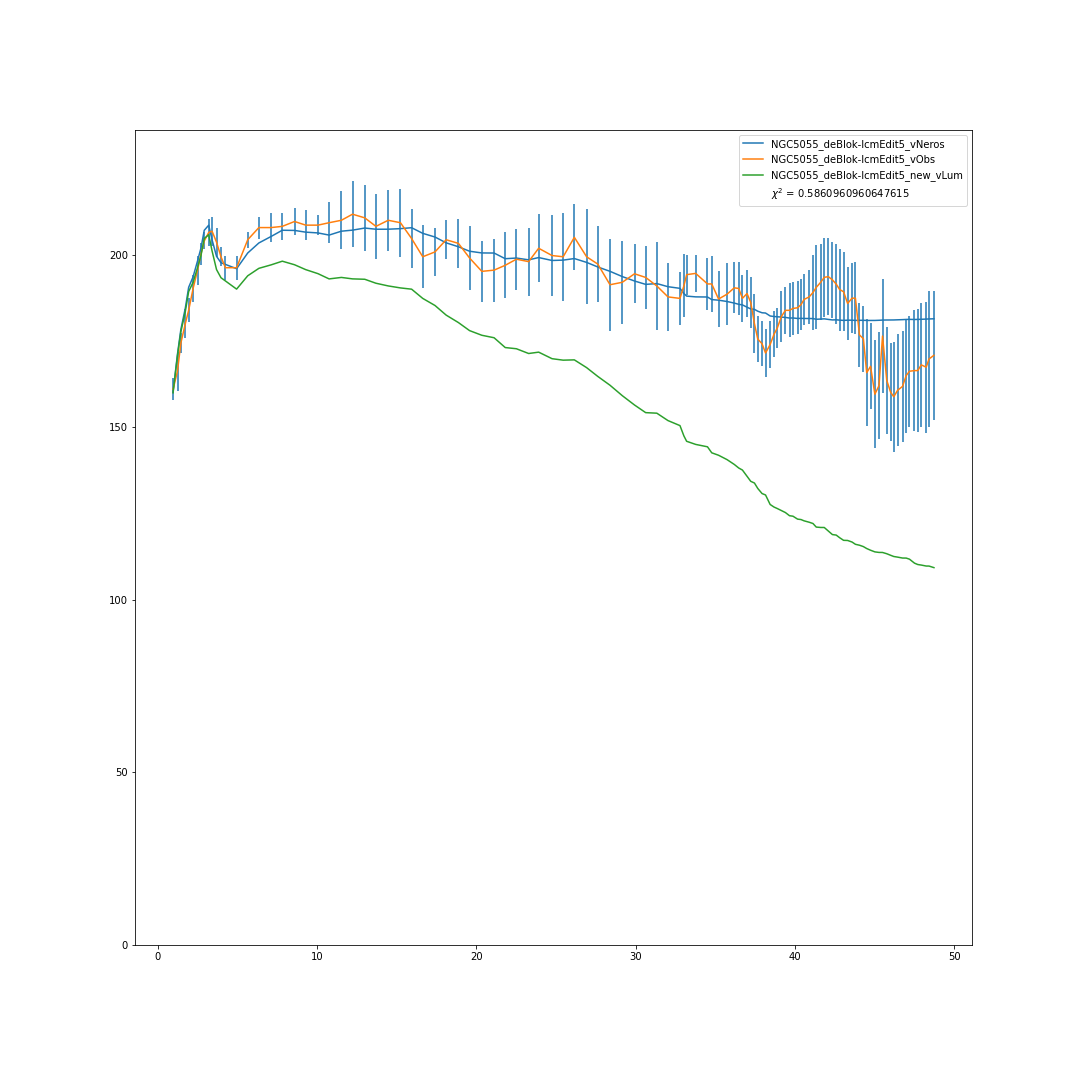 NGC5055_deBlok-lcmEdit5_vNeros
NGC5055_deBlok-lcmEdit5_vObs
NGC5055_deBlok-lcmEdit5_new_vLum
χ² = 0.5860960960647615
200
150
100
50
0
0 10 20 30 40 50